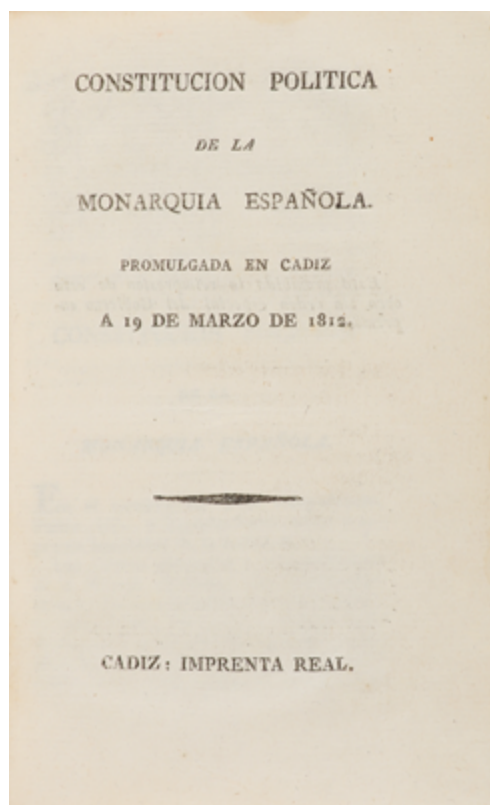 CONSTITUCION POLITICA
DE LA
MONARQUIA ESPAÑOLA.
PROMULGADA EN CADIZ
A 19 DE MARZO DE 1812.
CADIZ: IMPRENTA REAL.